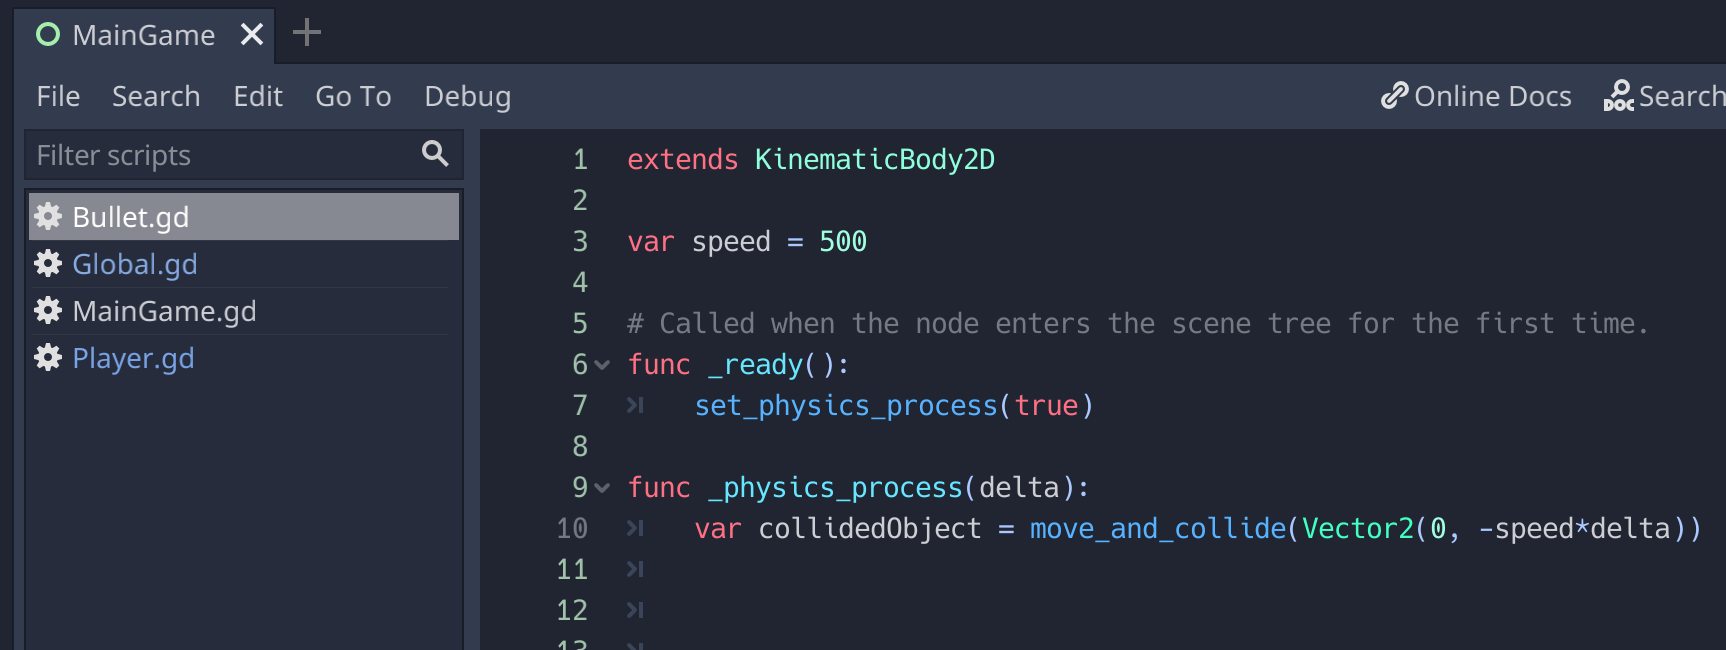 MainGame
File Search Edit Go To Debug Online Docs Search
Filter scripts
Bullet.gd
Global.gd
MainGame.gd
Player.gd
1 extends KinematicBody2D
2
3 var speed = 500
4
5 # Called when the node enters the scene tree for the first time.
6 func _ready():
7 set_physics_process(true)
8
9 func _physics_process(delta):
10 var collidedObject = move_and_collide(Vector2(0, -speed*delta))
11
12
13